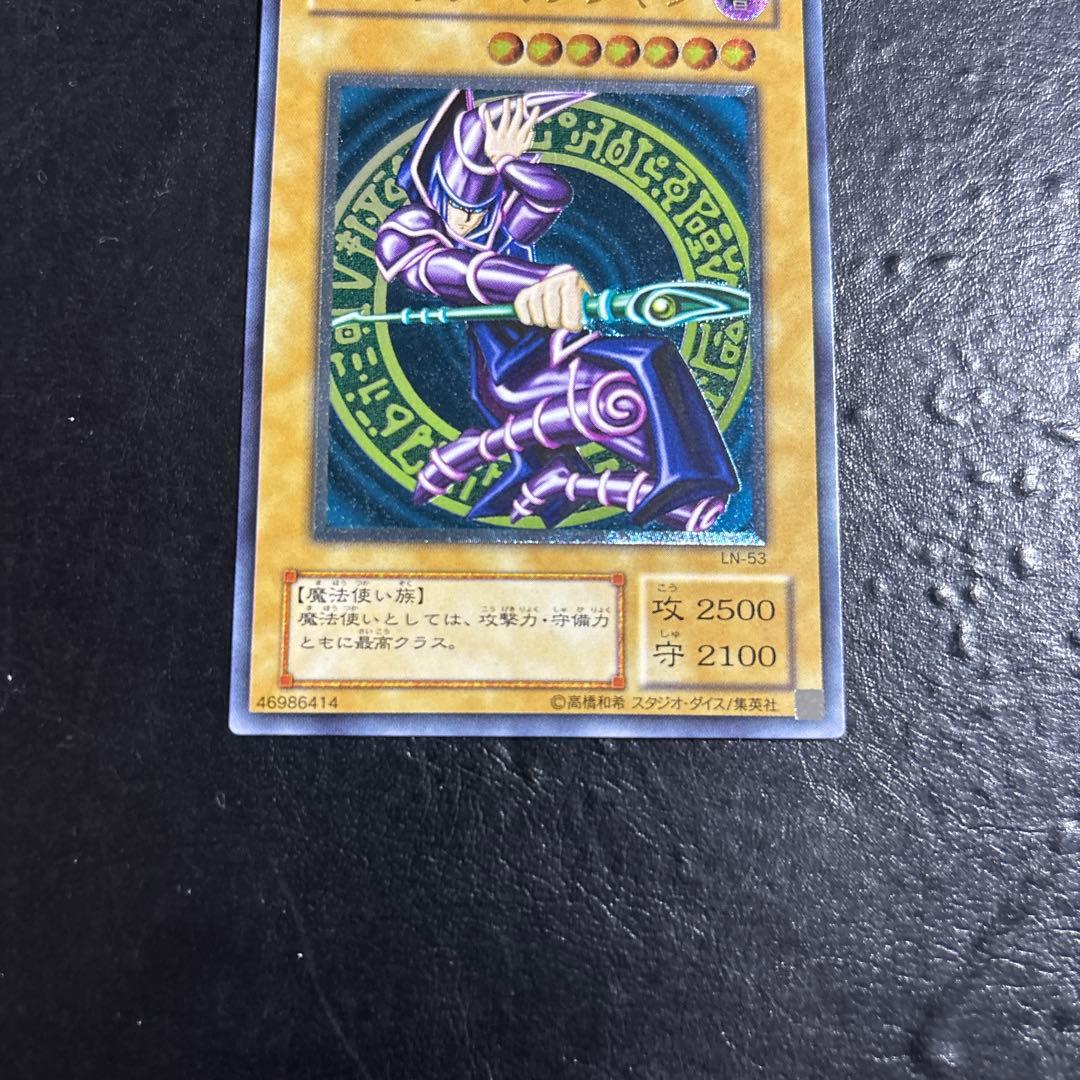 LN-53
【魔法使い族】
魔法使いとしては、攻撃力・守備力
ともに最高クラス。
攻 2500
守 2100
46986414
©高橋和希 スタジオ・ダイス/集英社